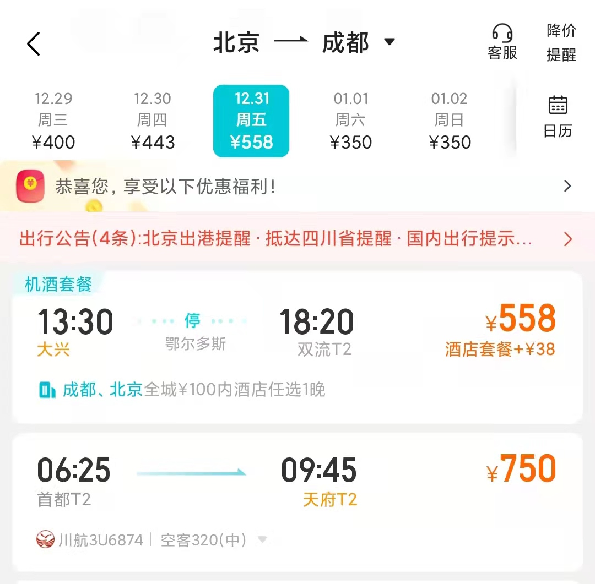 北京 成都
客服
降价
提醒
12.29 12.30 12.31 01.01 01.02
周三 周四 周五 周六 周日
¥400 ¥443 ¥558 ¥350 ¥350
日历
恭喜您，享受以下优惠福利！
出行公告(4条):北京出港提醒·抵达四川省提醒·国内出行提示...
机酒套餐
13:30 停 18:20 ¥558
大兴 鄂尔多斯 双流T2 酒店套餐+¥38
成都、北京全城¥100内酒店任选1晚
06:25 09:45 ¥750
首都T2 天府T2
川航3U6874 | 空客320(中)